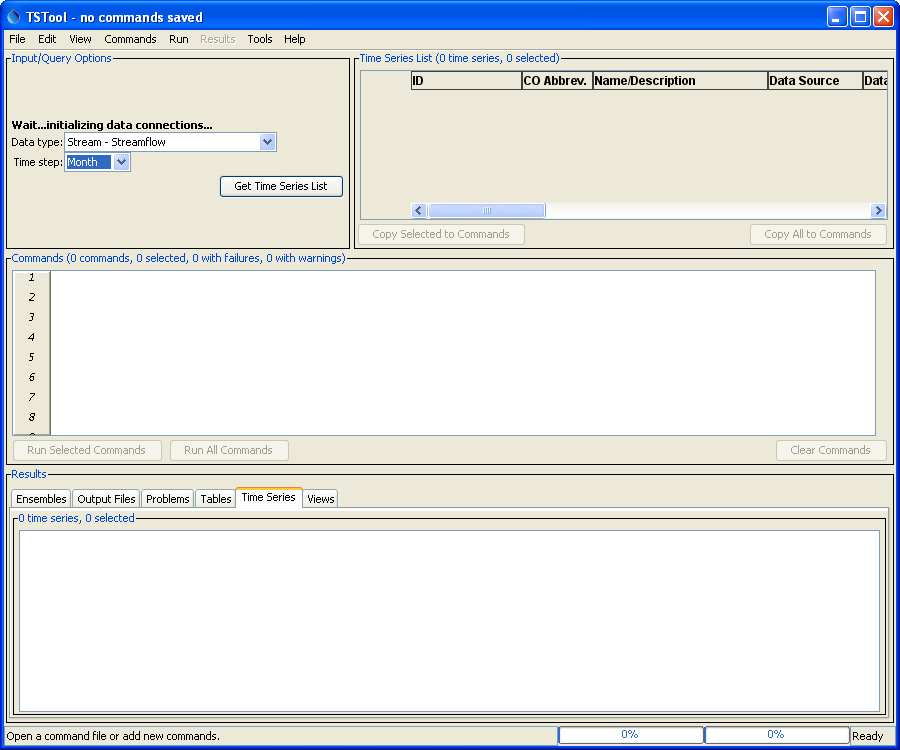 TSTool - no commands saved
File Edit View Commands Run Results Tools Help
Input/Query Options
Wait...initializing data connections...
Data type: Stream - Streamflow
Time step: Month
Get Time Series List
Time Series List (0 time series, 0 selected)
ID CO Abbrev. Name/Description Data Source Data
Copy Selected to Commands Copy All to Commands
Commands (0 commands, 0 selected, 0 with failures, 0 with warnings)
1
2
3
4
5
6
7
8
Run Selected Commands Run All Commands Clear Commands
Results
Ensembles Output Files Problems Tables Time Series Views
0 time series, 0 selected
Open a command file or add new commands. 0% 0% Ready